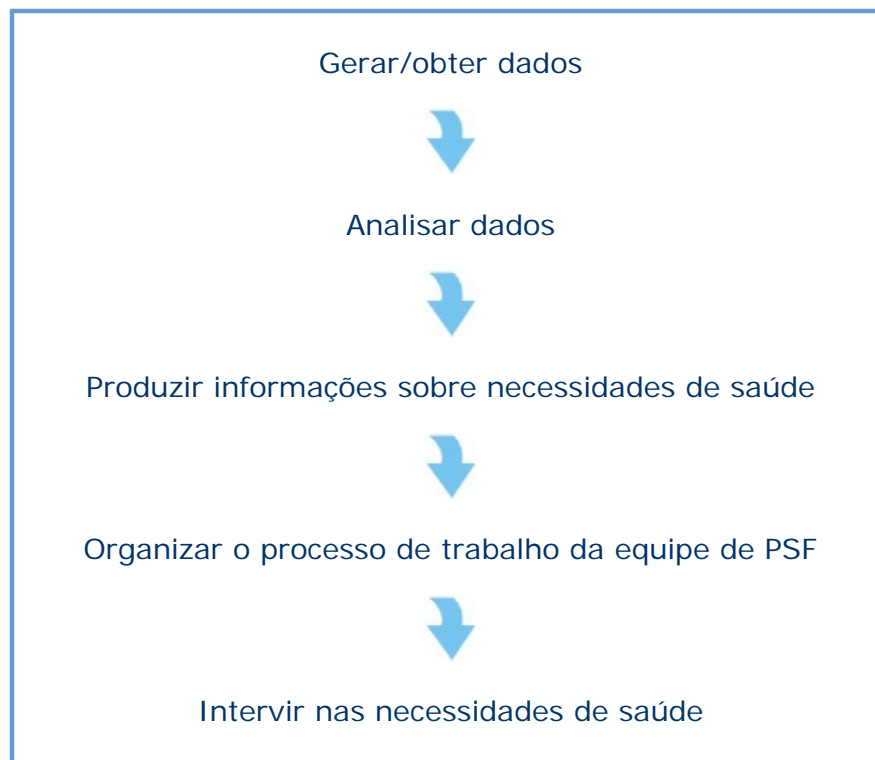 Gerar/obter dados
Analisar dados
Produzir informações sobre necessidades de saúde
Organizar o processo de trabalho da equipe de PSF
Intervir nas necessidades de saúde